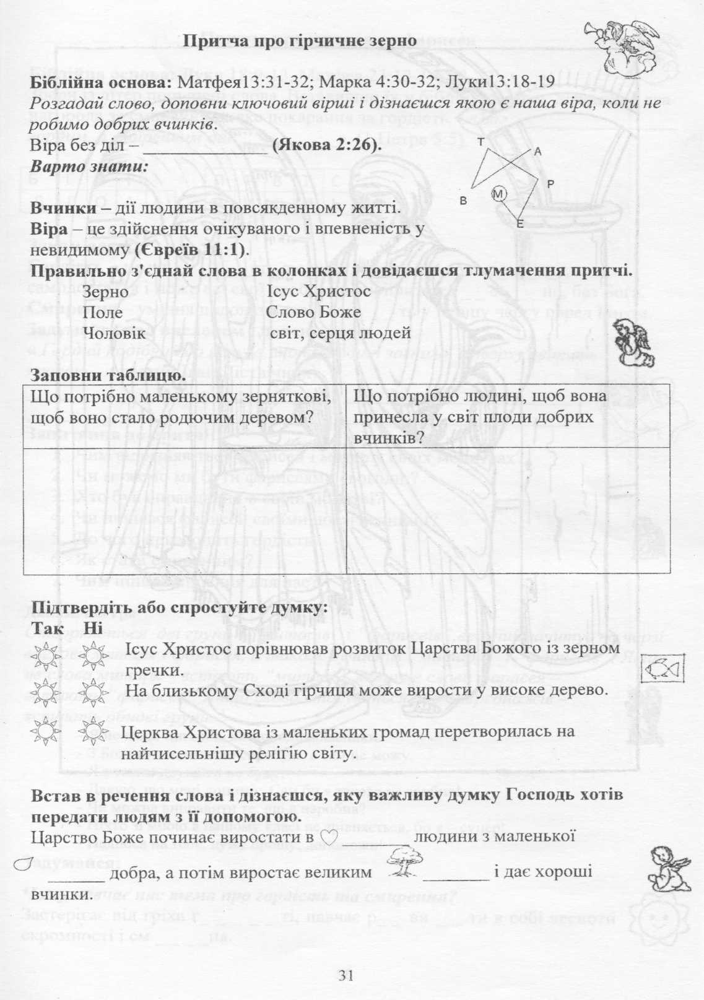 Притча про гірчичне зерно
Біблійна основа: Матфея13:31-32; Марка 4:30-32; Луки13:18-19
Розгадай слово, доповни ключовий вірші і дізнаєшся якою є наша віра, коли не
робимо добрих вчинків.
Віра без діл – _______________ (Якова 2:26).
Варто знати:
Т
А
Р
В
М
Е
Вчинки – дії людини в повсякденному житті.
Віра – це здійснення очікуваного і впевненість у
невидимому (Євреїв 11:1).
Правильно з'єднай слова в колонках і довідаєшся тлумачення притчі.
Зерно Ісус Христос
Поле Слово Боже
Чоловік світ, серця людей
Заповни таблицю.
Що потрібно маленькому зерняткові,
щоб воно стало родючим деревом?
Що потрібно людині, щоб вона
принесла у світ плоди добрих
вчинків?
Підтвердіть або спростуйте думку:
Так Ні
Ісус Христос порівнював розвиток Царства Божого із зерном
гречки.
На близькому Сході гірчиця може вирости у високе дерево.
Церква Христова із маленьких громад перетворилась на
найчисельнішу релігію світу.
Встав в речення слова і дізнаєшся, яку важливу думку Господь хотів
передати людям з її допомогою.
Царство Боже починає виростати в ________ людини з маленької
_______ добра, а потім виростає великим ________ і дає хороші
вчинки.
31